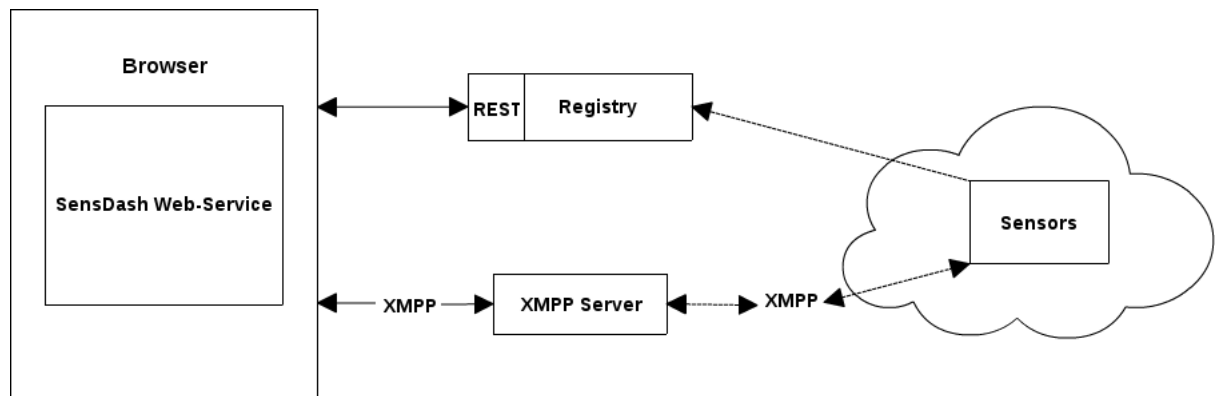 Browser
SensDash Web-Service
REST
Registry
Sensors
XMPP
XMPP Server
XMPP